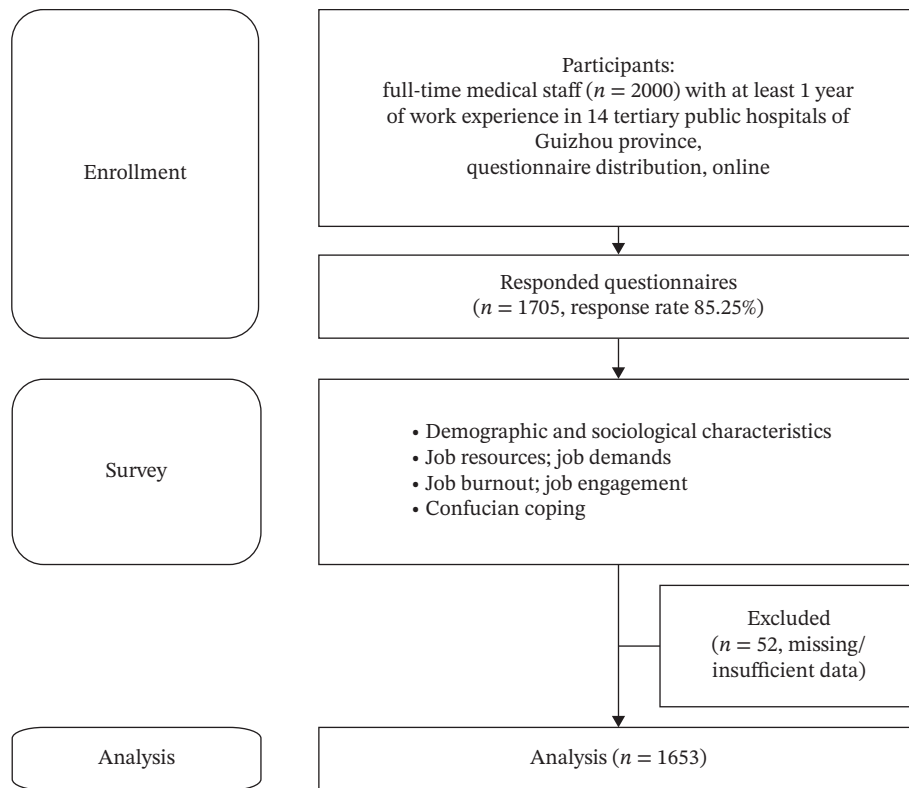 Enrollment
Participants:
full-time medical staff (n = 2000) with at least 1 year
of work experience in 14 tertiary public hospitals of
Guizhou province,
questionnaire distribution, online
Responded questionnaires
(n = 1705, response rate 85.25%)
Survey
• Demographic and sociological characteristics
• Job resources; job demands
• Job burnout; job engagement
• Confucian coping
Excluded
(n = 52, missing/
insufficient data)
Analysis
Analysis (n = 1653)